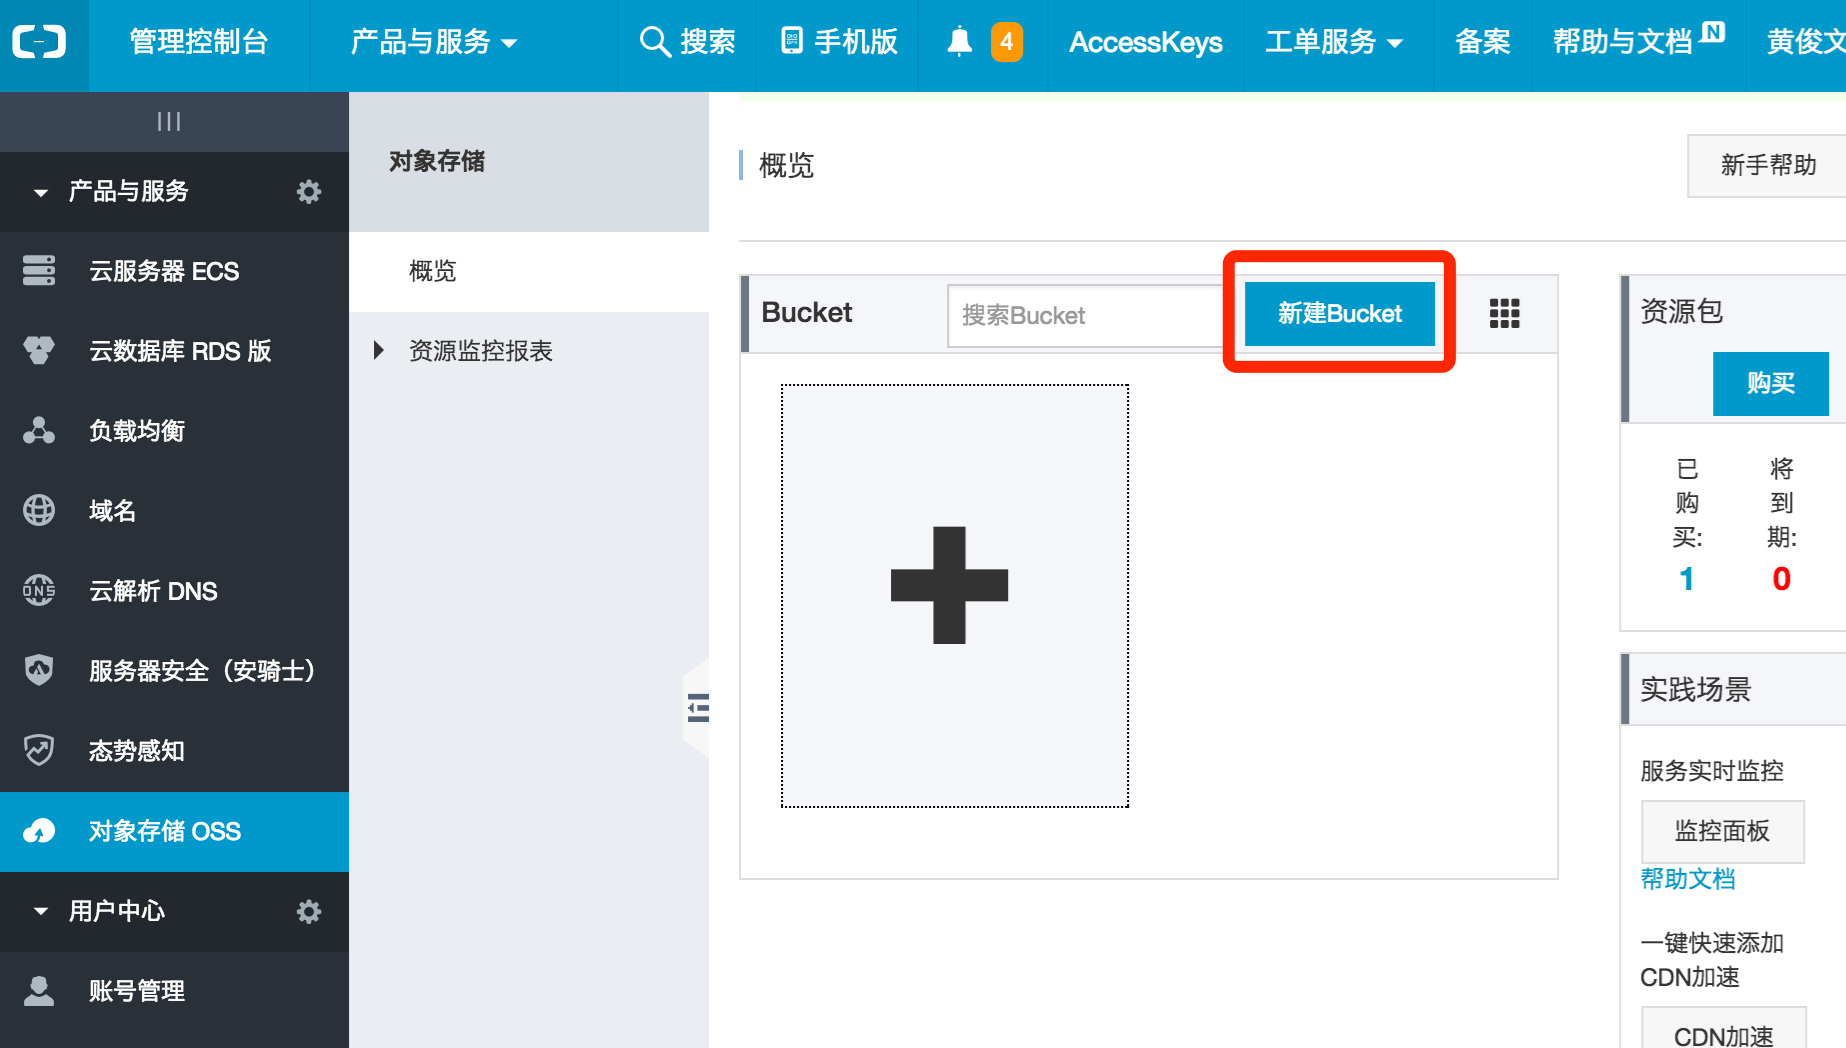 管理控制台
产品与服务
搜索
手机版
4
AccessKeys
工单服务
备案
帮助与文档 N
黄俊文
产品与服务
云服务器 ECS
云数据库 RDS 版
负载均衡
域名
DNS
云解析 DNS
服务器安全（安骑士）
态势感知
对象存储 OSS
用户中心
账号管理
对象存储
概览
资源监控报表
概览
新手帮助
Bucket
搜索Bucket
新建Bucket
资源包
购买
已购买:
1
将到期:
0
实践场景
服务实时监控
监控面板
帮助文档
一键快速添加
CDN加速
CDN加速